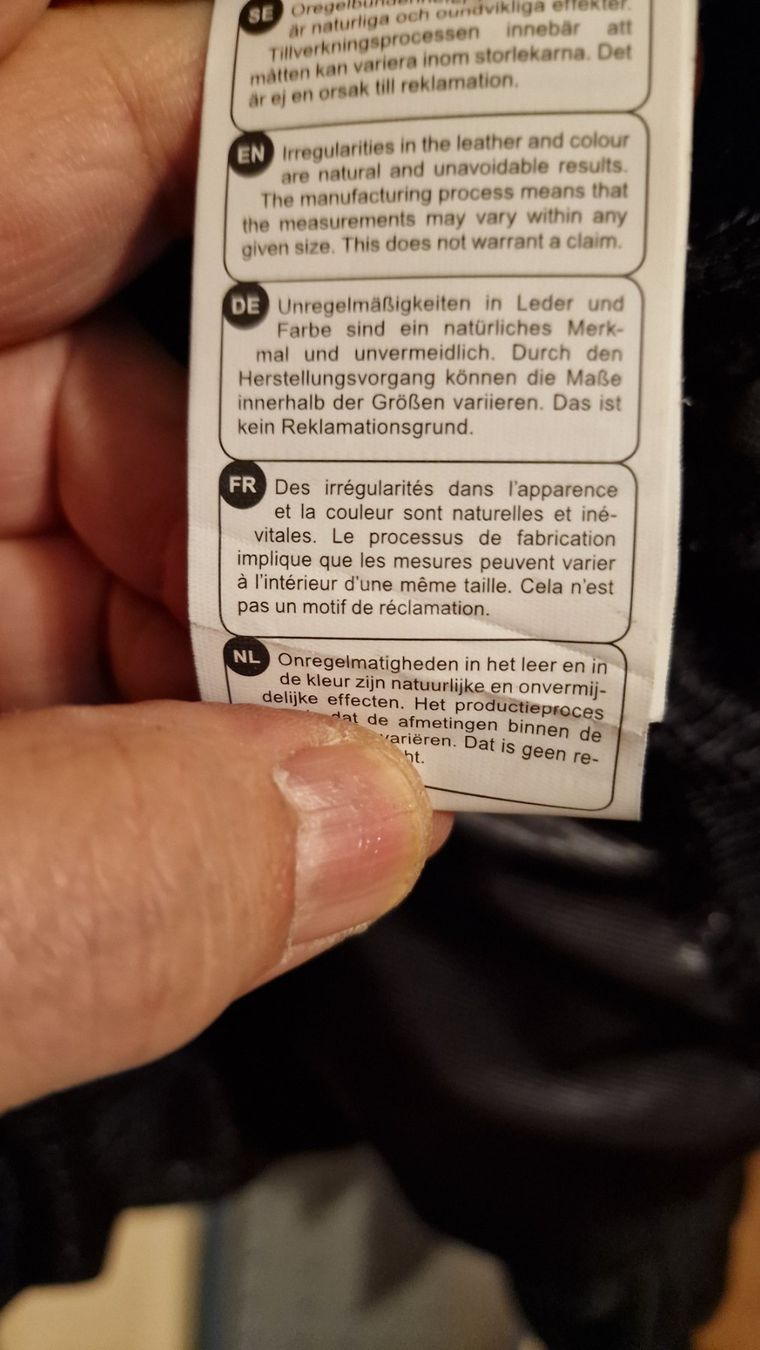 SE Oregelbundenheter
är naturliga och oundvikliga effekter.
Tillverkningsprocessen innebär att
måtten kan variera inom storlekarna. Det
är ej en orsak till reklamation.
EN Irregularities in the leather and colour
are natural and unavoidable results.
The manufacturing process means that
the measurements may vary within any
given size. This does not warrant a claim.
DE Unregelmäßigkeiten in Leder und
Farbe sind ein natürliches Merk-
mal und unvermeidlich. Durch den
Herstellungsvorgang können die Maße
innerhalb der Größen variieren. Das ist
kein Reklamationsgrund.
FR Des irrégularités dans l'apparence
et la couleur sont naturelles et iné-
vitales. Le processus de fabrication
implique que les mesures peuvent varier
à l'intérieur d'une même taille. Cela n'est
pas un motif de réclamation.
NL Onregelmatigheden in het leer en in
de kleur zijn natuurlijke en onvermij-
delijke effecten. Het productieproces
dat de afmetingen binnen de
variëren. Dat is geen re-
ht.